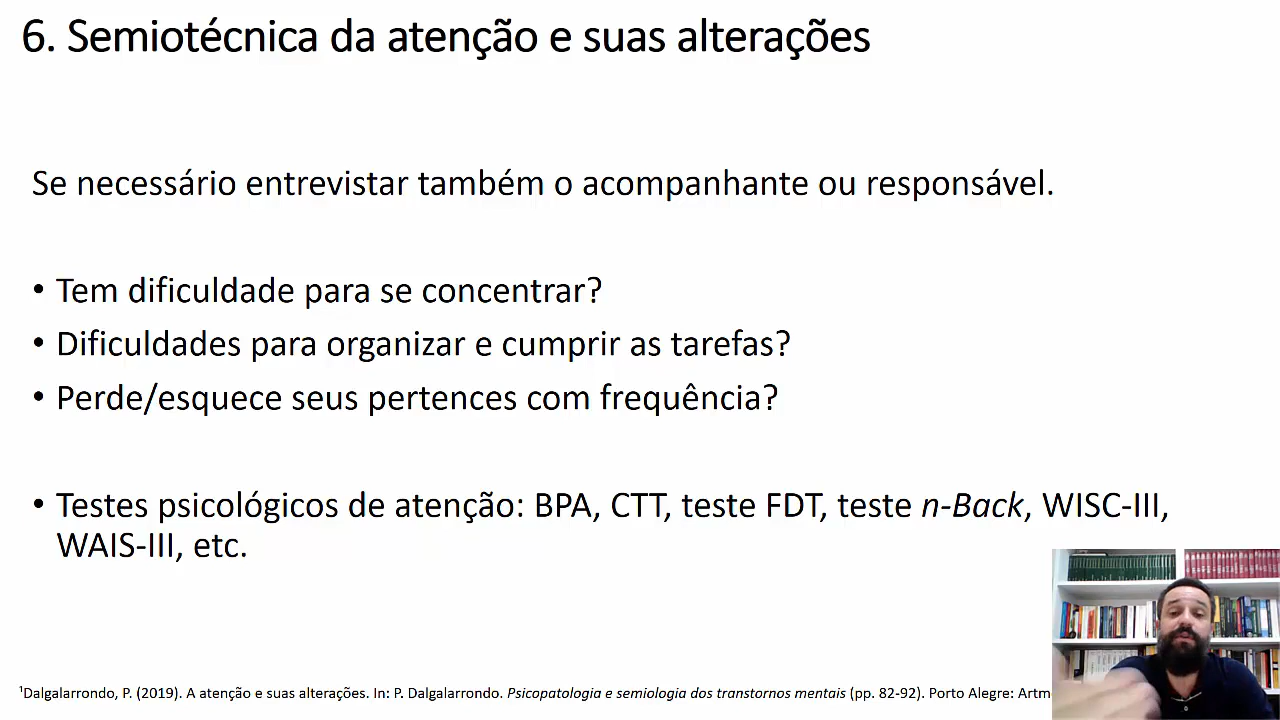 6. Semiotécnica da atenção e suas alterações
Se necessário entrevistar também o acompanhante ou responsável.
• Tem dificuldade para se concentrar?
• Dificuldades para organizar e cumprir as tarefas?
• Perde/esquece seus pertences com frequência?
• Testes psicológicos de atenção: BPA, CTT, teste FDT, teste n-Back, WISC-III,
WAIS-III, etc.
¹Dalgalarrondo, P. (2019). A atenção e suas alterações. In: P. Dalgalarrondo. Psicopatologia e semiologia dos transtornos mentais (pp. 82-92). Porto Alegre: